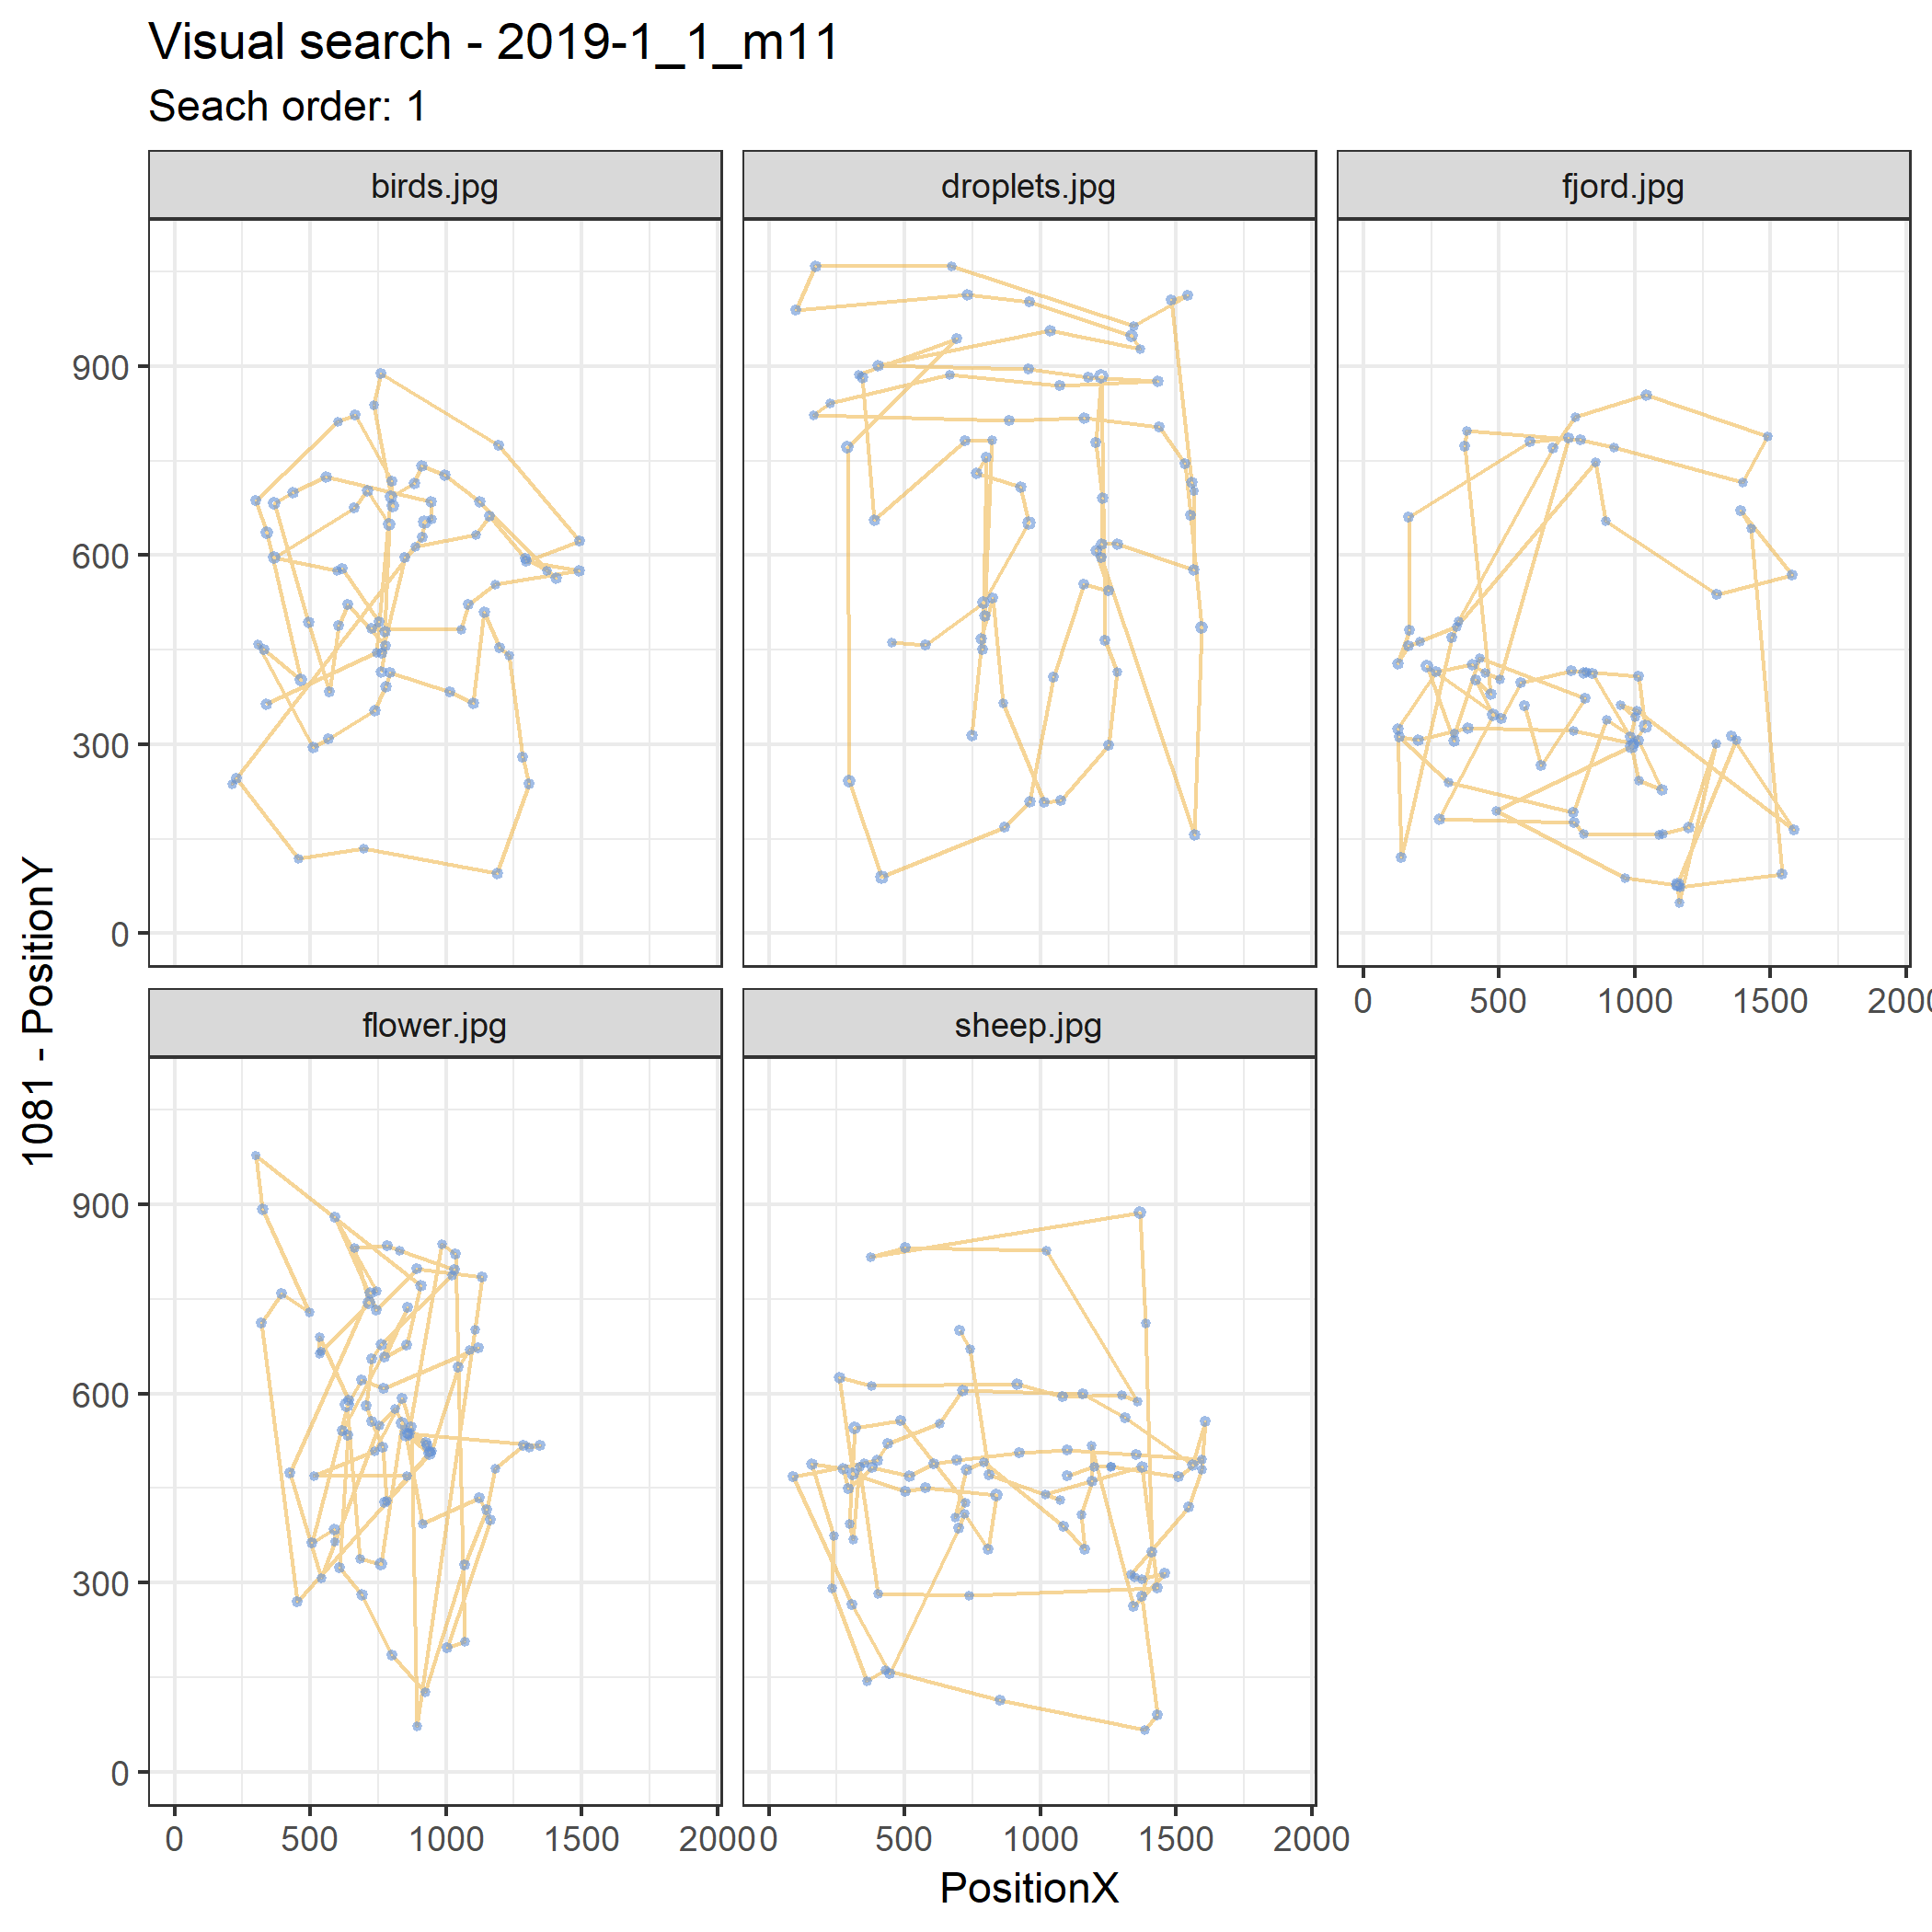 Visual search - 2019-1_1_m11
Seach order: 1
birds.jpg
droplets.jpg
fjord.jpg
900
600
300
0
0 500 1000 1500 2000
1081 - PositionY
flower.jpg
sheep.jpg
900
600
300
0
0 500 1000 1500 2000
0 500 1000 1500 2000
PositionX